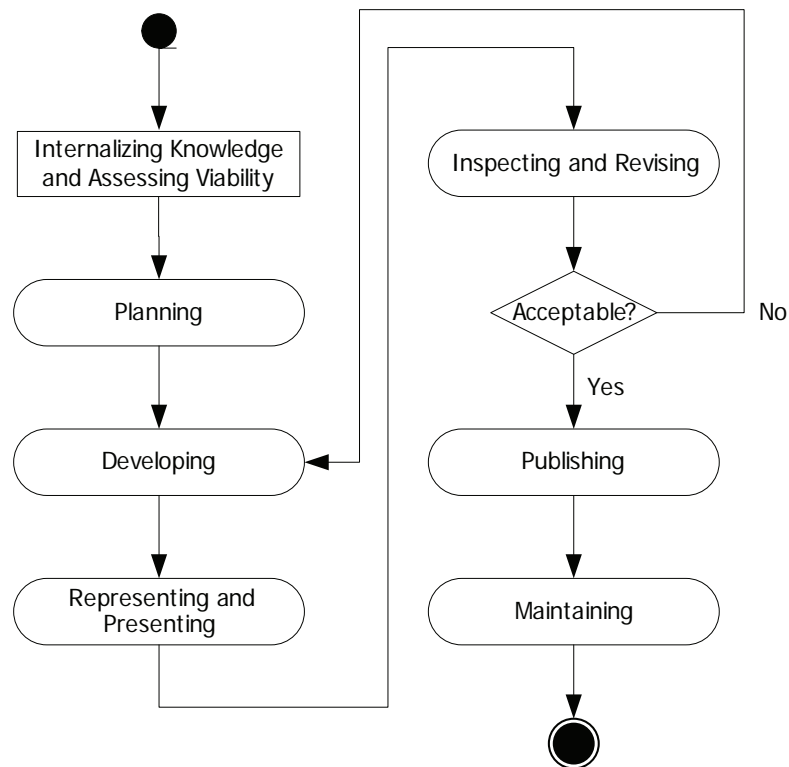 Internalizing Knowledge
and Assessing Viability
Planning
Developing
Representing and
Presenting
Inspecting and Revising
Acceptable?
No
Yes
Publishing
Maintaining